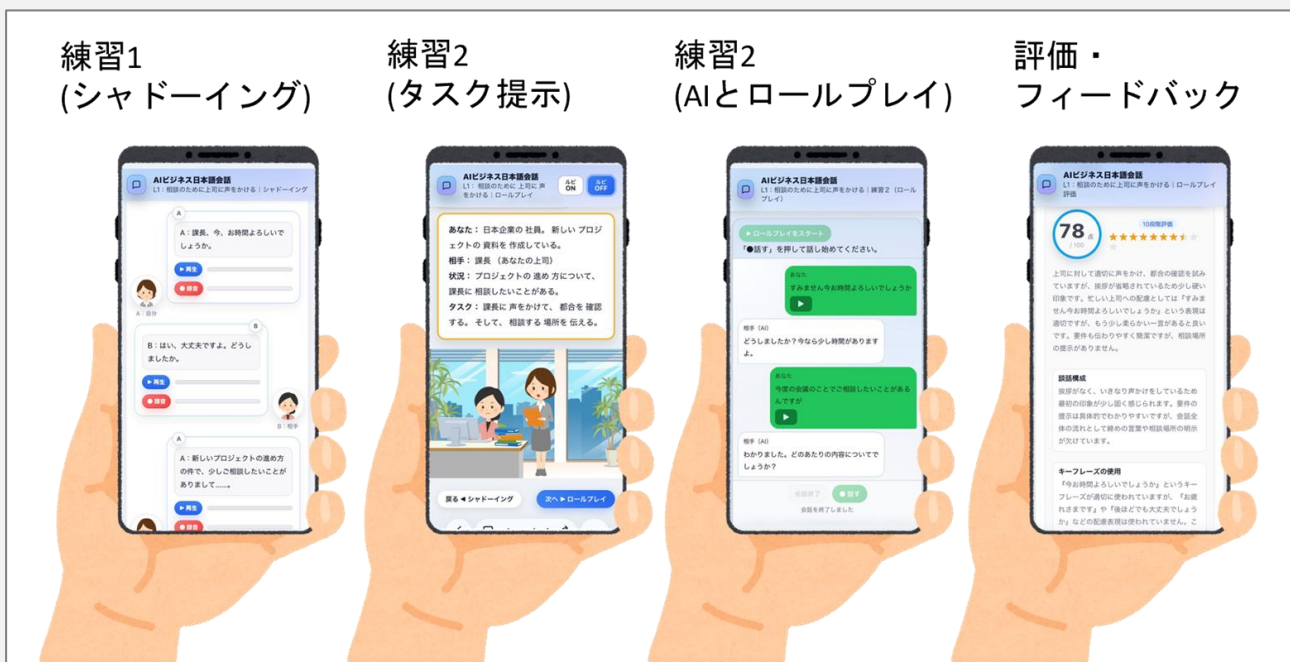 練習1
(シャドーイング)
AIビジネス日本語会話
L1：相談のために上司に声をかける｜シャドーイング
A
A：課長、今、お時間よろしいで
しょうか。
▶再生
●録音
A：自分
B
B：はい、大丈夫ですよ。どうし
ましたか。
▶再生
●録音
B：相手
A
A：新しいプロジェクトの進め方
の件で、少しご相談したいことが
ありまして……。
▶再生
●録音
練習2
(タスク提示)
AIビジネス日本語会話
L1： 相談のために 上司に 声
をかける｜ロールプレイ
ルビ
ON
ルビ
OFF
あなた： 日本企業の 社員。 新しい プロジ
ェクトの 資料を 作成している。
相手： 課長 （あなたの上司）
状況： プロジェクトの 進め 方について、
課長に 相談したいことがある。
タスク： 課長に 声をかけて、 都合を 確認
する。 そして、 相談する 場所を 伝える。
戻る ◀ シャドーイング
次へ ▶ ロールプレイ
練習2
(AIとロールプレイ)
AIビジネス日本語会話
L1：相談のために上司に声をかける｜練習２（ロール
プレイ）
▶ ロールプレイをスタート
「●話す」を押して話し始めてください。
あなた
すみません今お時間よろしいでしょうか
相手（AI）
どうしましたか？今なら少し時間があります
よ。
あなた
今度の会議のことでご相談したいことがある
んですが
相手（AI）
わかりました。どのあたりの内容についてで
しょうか？
会話終了
● 話す
会話を終了しました
評価・
フィードバック
AIビジネス日本語会話
L1：相談のために上司に声をかける｜ロールプレイ
評価
78 点
/ 100
10段階評価
上司に対して適切に声をかけ、都合の確認を試み
ていますが、挨拶が省略されているため少し硬い
印象です。忙しい上司への配慮としては「すみま
せん今お時間よろしいでしょうか」という表現は
適切ですが、もう少し柔らかい一言があると良い
です。要件も伝わりやすく簡潔ですが、相談場所
の提示がありません。
談話構成
挨拶がなく、いきなり声かけをしているため
最初の印象が少し固く感じられます。要件の
提示は具体的でわかりやすいですが、会話全
体の流れとして締めの言葉や相談場所の明示
が欠けています。
キーフレーズの使用
『今お時間よろしいでしょうか』というキー
フレーズが適切に使われていますが、『お疲
れさまです』や『後ほどでも大丈夫でしょう
か』などの配慮表現は使われていません。こ